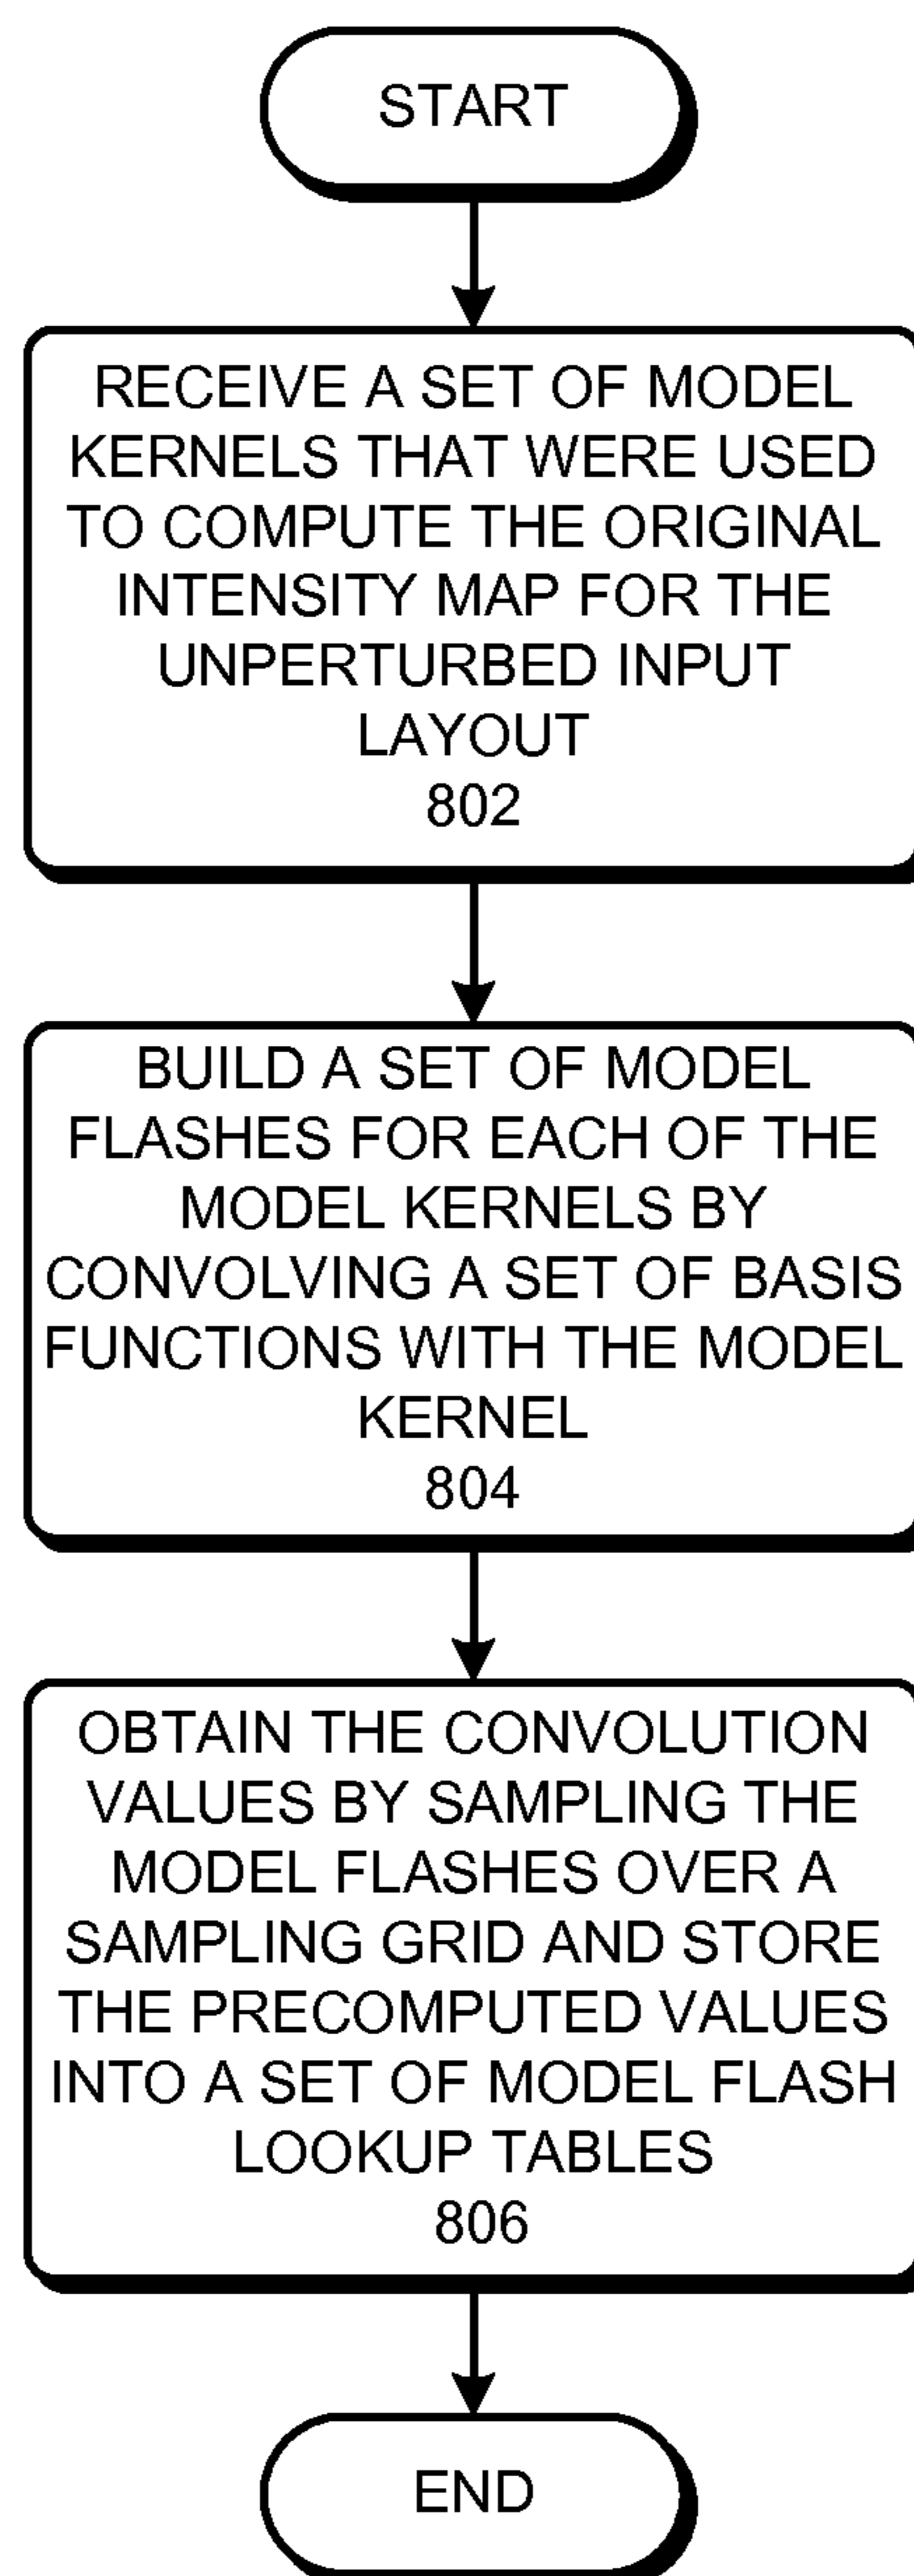 START
RECEIVE A SET OF MODEL
KERNELS THAT WERE USED
TO COMPUTE THE ORIGINAL
INTENSITY MAP FOR THE
UNPERTURBED INPUT
LAYOUT
802
BUILD A SET OF MODEL
FLASHES FOR EACH OF THE
MODEL KERNELS BY
CONVOLVING A SET OF BASIS
FUNCTIONS WITH THE MODEL
KERNEL
804
OBTAIN THE CONVOLUTION
VALUES BY SAMPLING THE
MODEL FLASHES OVER A
SAMPLING GRID AND STORE
THE PRECOMPUTED VALUES
INTO A SET OF MODEL FLASH
LOOKUP TABLES
806
END